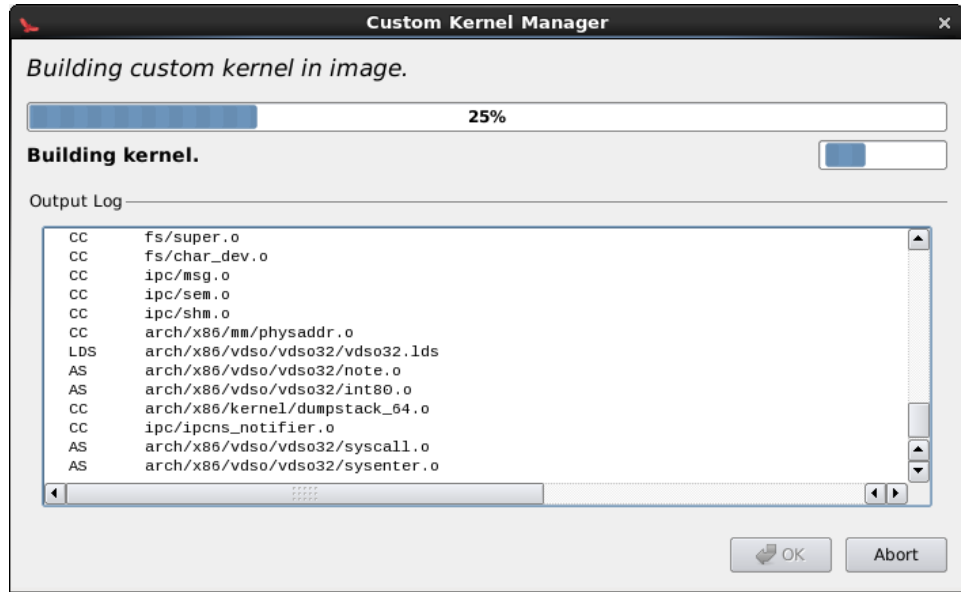 Custom Kernel Manager
Building custom kernel in image.
25%
Building kernel.
Output Log
CC fs/super.o
CC fs/char_dev.o
CC ipc/msg.o
CC ipc/sem.o
CC ipc/shm.o
CC arch/x86/mm/physaddr.o
LDS arch/x86/vdso/vdso32/vdso32.lds
AS arch/x86/vdso/vdso32/note.o
AS arch/x86/vdso/vdso32/int80.o
CC arch/x86/kernel/dumpstack_64.o
CC ipc/ipcns_notifier.o
AS arch/x86/vdso/vdso32/syscall.o
AS arch/x86/vdso/vdso32/sysenter.o
OK Abort